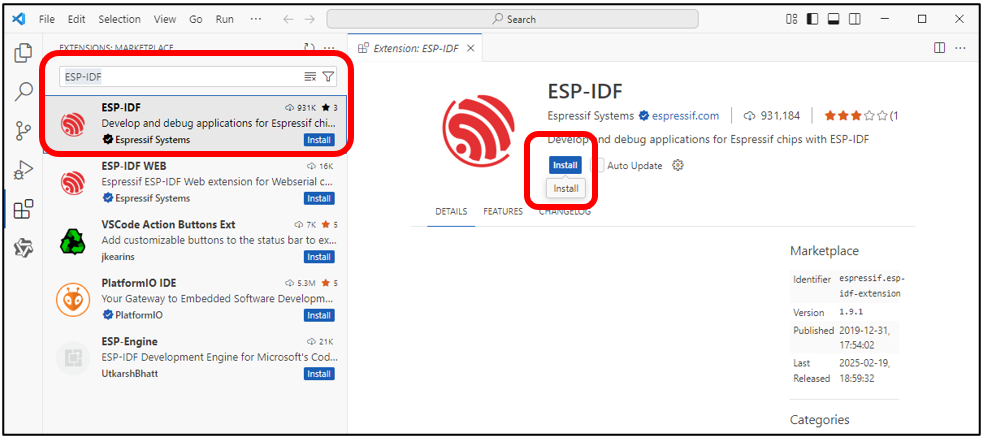 File Edit Selection View Go Run ··· Search
EXTENSIONS: MARKETPLACE
ESP-IDF
ESP-IDF 931K 3
Develop and debug applications for Espressif chi...
Espressif Systems Install
ESP-IDF WEB 16K
Espressif ESP-IDF Web extension for Webserial c...
Espressif Systems Install
VSCode Action Buttons Ext 7K 5
Add customizable buttons to the status bar to ex...
jkearins Install
PlatformIO IDE 5.3M 5
Your Gateway to Embedded Software Developm...
PlatformIO Install
ESP-Engine 21K
ESP-IDF Development Engine for Microsoft's Cod...
UtkarshBhatt Install
Extension: ESP-IDF
ESP-IDF
Espressif Systems espressif.com 931,184 (1
Develop and debug applications for Espressif chips with ESP-IDF
Install Auto Update
Install
DETAILS FEATURES CHANGELOG
Marketplace
Identifier espressif.esp-
idf-extension
Version 1.9.1
Published 2019-12-31,
17:54:02
Last 2025-02-19,
Released 18:59:32
Categories